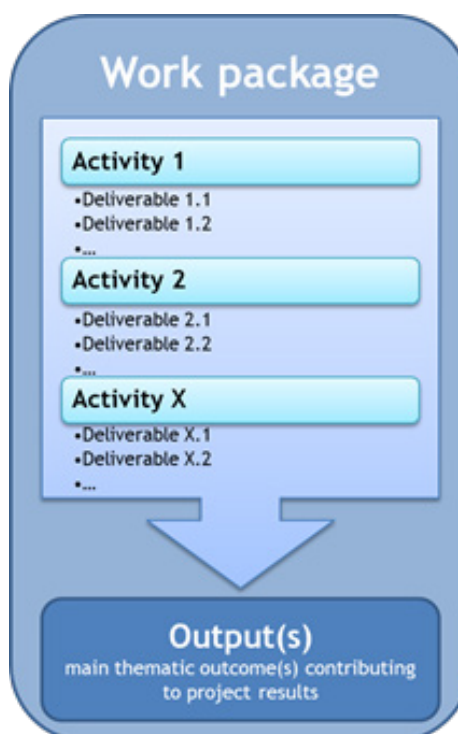 Work package
Activity 1
•Deliverable 1.1
•Deliverable 1.2
•...
Activity 2
•Deliverable 2.1
•Deliverable 2.2
•...
Activity X
•Deliverable X.1
•Deliverable X.2
•...
Output(s)
main thematic outcome(s) contributing
to project results